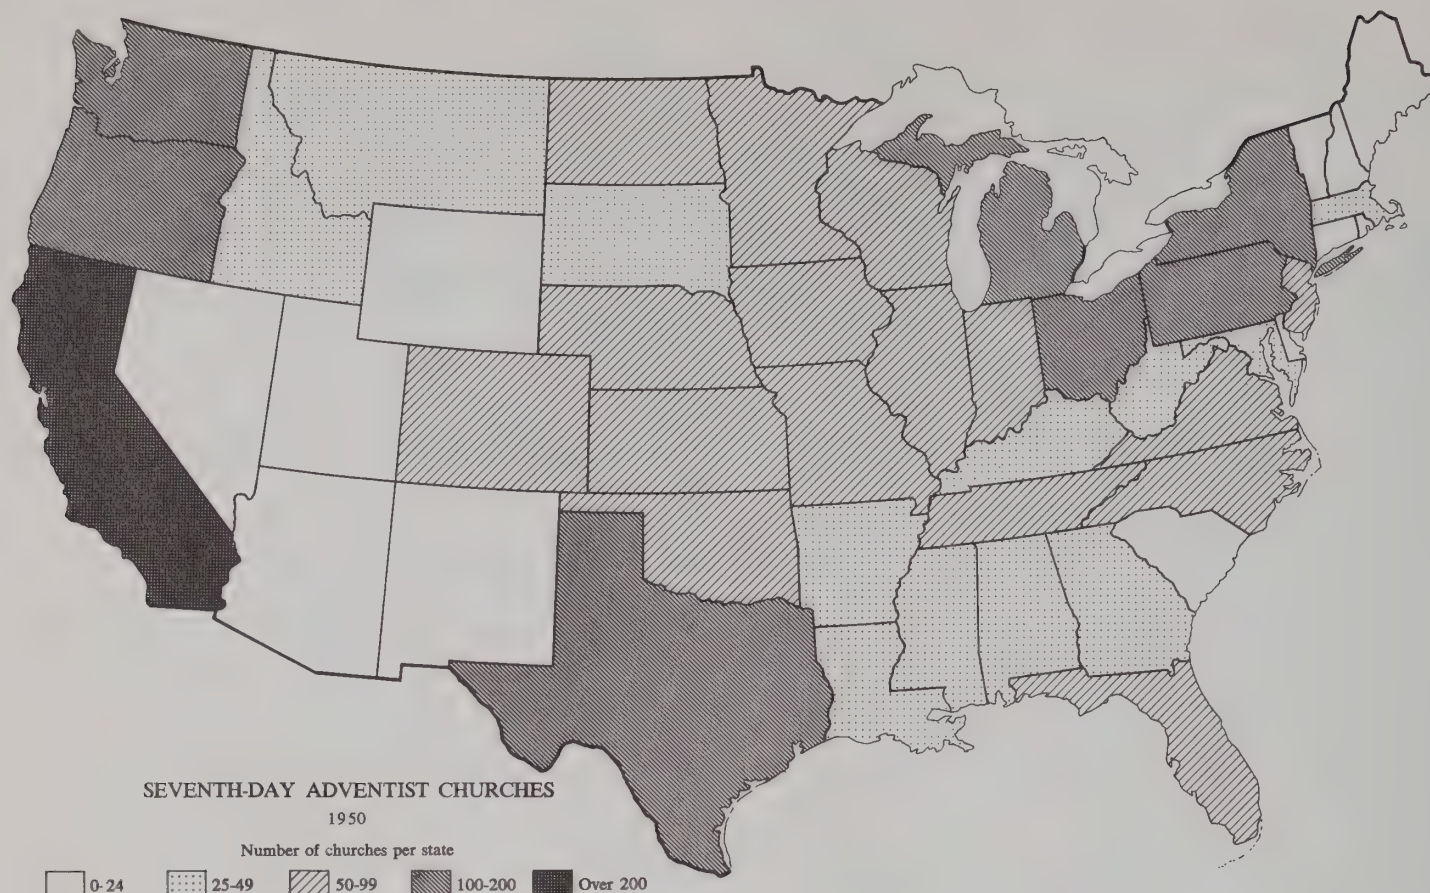 SEVENTH-DAY ADVENTIST CHURCHES
1950
Number of churches per state
0-24 25-49 50-99 100-200 Over 200